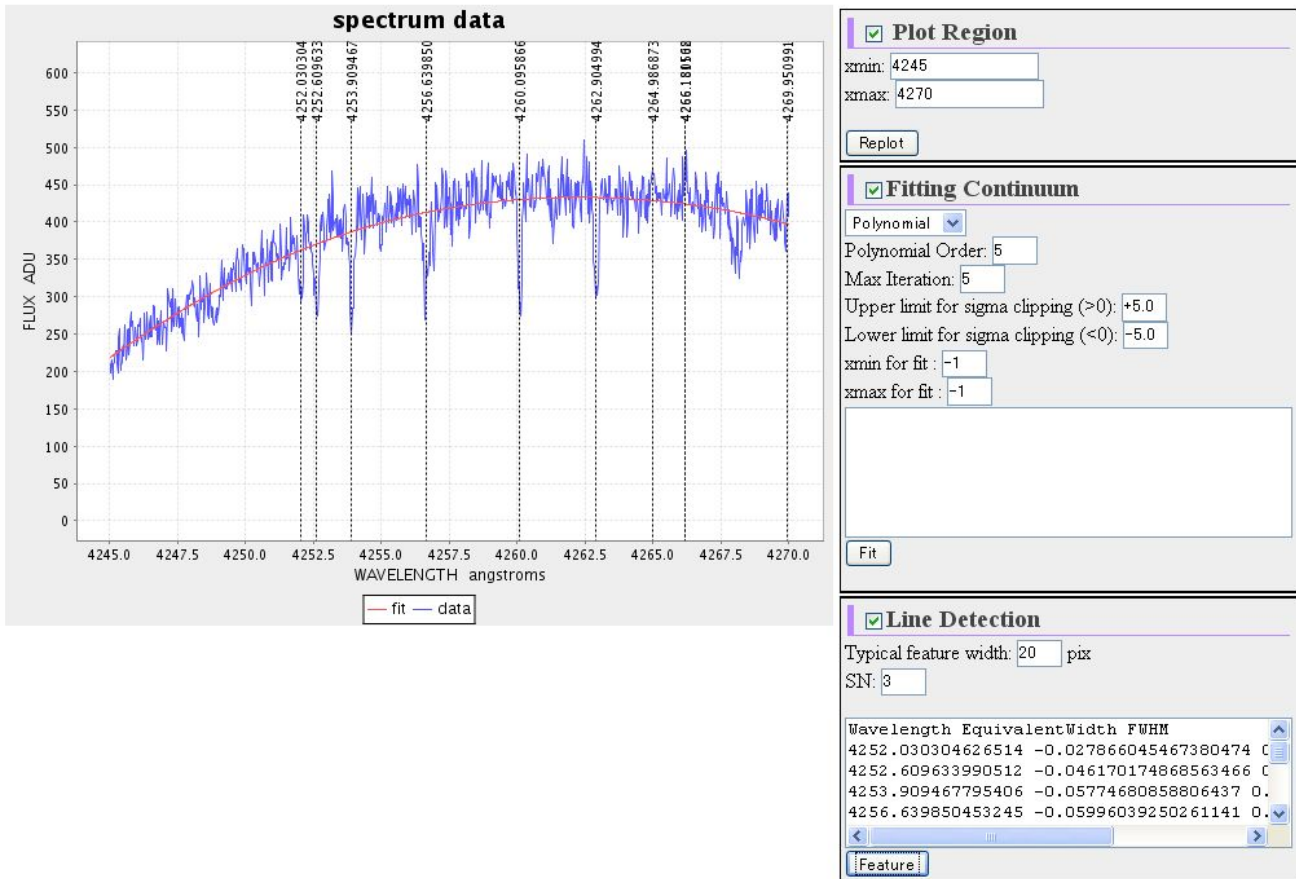 spectrum data
4252.030304
4252.609633
4253.909467
4256.639850
4260.095866
4262.904994
4264.986873
4269.950991
600
550
500
450
400
350
300
250
200
150
100
50
0
FLUX ADU
4245.0 4247.5 4250.0 4252.5 4255.0 4257.5 4260.0 4262.5 4265.0 4267.5 4270.0
WAVELENGTH angstroms
fit data
Plot Region
xmin: 4245
xmax: 4270
Replot
Fitting Continuum
Polynomial
Polynomial Order: 5
Max Iteration: 5
Upper limit for sigma clipping (>0): +5.0
Lower limit for sigma clipping (<0): -5.0
xmin for fit : -1
xmax for fit : -1
Fit
Line Detection
Typical feature width: 20 pix
SN: 3
Wavelength EquivalentWidth FWHM
4252.030304626514 -0.027866045467380474 0
4252.609633990512 -0.046170174868563466 0
4253.909467795406 -0.05774680858806437 0.
4256.639850453245 -0.05996039250261141 0.
Feature